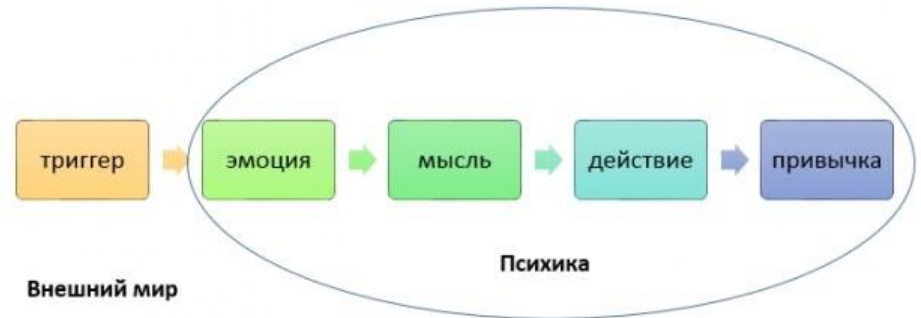 триггер
эмоция
мысль
действие
привычка
Психика
Внешний мир